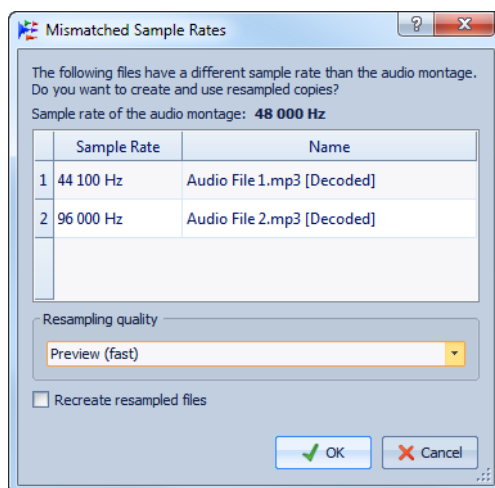 Mismatched Sample Rates
The following files have a different sample rate than the audio montage.
Do you want to create and use resampled copies?
Sample rate of the audio montage: 48 000 Hz
Sample Rate Name
1 44 100 Hz Audio File 1.mp3 [Decoded]
2 96 000 Hz Audio File 2.mp3 [Decoded]
Resampling quality
Preview (fast)
Recreate resampled files
OK Cancel